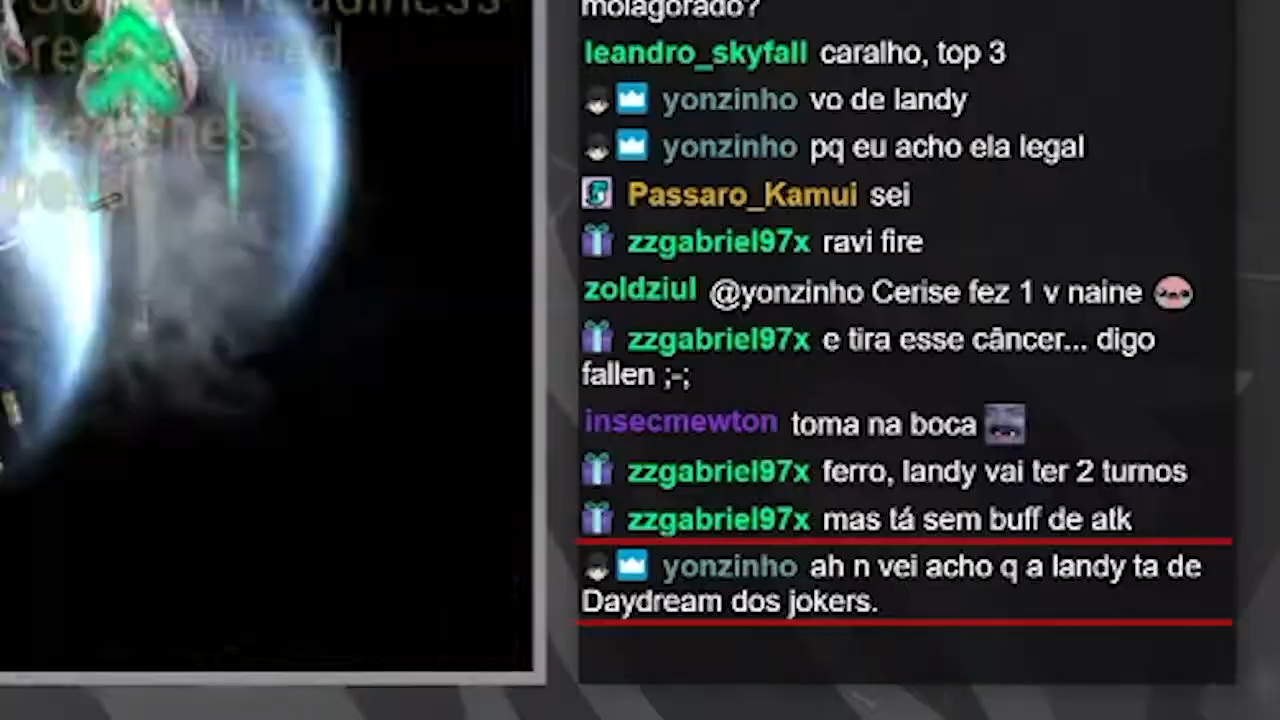 molagorado?
leandro_skyfall caralho, top 3
yonzinho vo de landy
yonzinho pq eu acho ela legal
Passaro_Kamui sei
zzgabriel97x ravi fire
zoldziul @yonzinho Cerise fez 1 v naine
zzgabriel97x e tira esse câncer... digo
fallen ;-;
insecmewton toma na boca
zzgabriel97x ferro, landy vai ter 2 turnos
zzgabriel97x mas tá sem buff de atk
yonzinho ah n vei acho q a landy ta de
Daydream dos jokers.